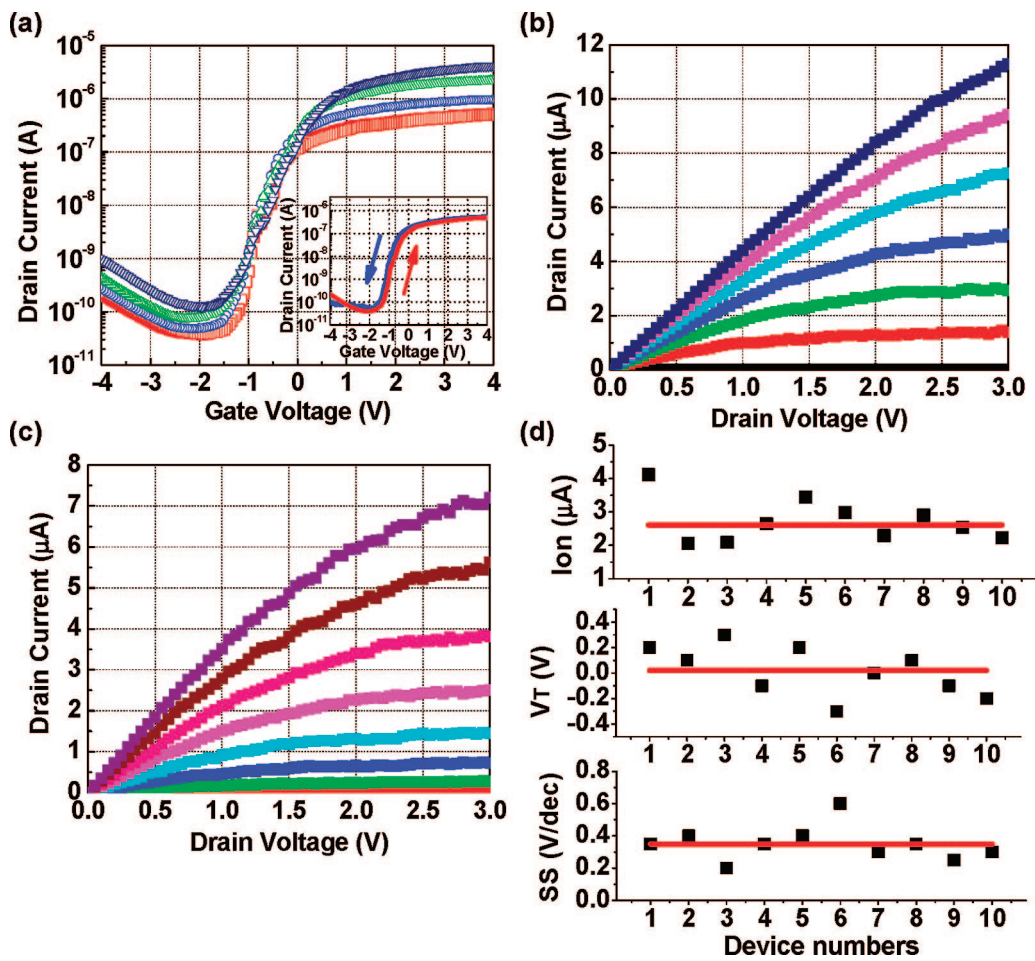 (a)
10⁻⁵
10⁻⁶
10⁻⁷
10⁻⁸
10⁻⁹
10⁻¹⁰
10⁻¹¹
Drain Current (A)
-4 -3 -2 -1 0 1 2 3 4
Gate Voltage (V)
10⁻⁶
10⁻⁷
10⁻⁸
10⁻⁹
10⁻¹⁰
10⁻¹¹
Drain Current (A)
-4 -3 -2 -1 0 1 2 3 4
Gate Voltage (V)
(b)
12
10
8
6
4
2
0
Drain Current (μA)
0.0 0.5 1.0 1.5 2.0 2.5 3.0
Drain Voltage (V)
(c)
8
7
6
5
4
3
2
1
0
Drain Current (μA)
0.0 0.5 1.0 1.5 2.0 2.5 3.0
Drain Voltage (V)
(d)
5
4
3
2
1
Ion (μA)
1 2 3 4 5 6 7 8 9 10
0.4
0.2
0.0
-0.2
-0.4
VT (V)
1 2 3 4 5 6 7 8 9 10
0.8
0.6
0.4
0.2
0.0
SS (V/dec)
1 2 3 4 5 6 7 8 9 10
Device numbers